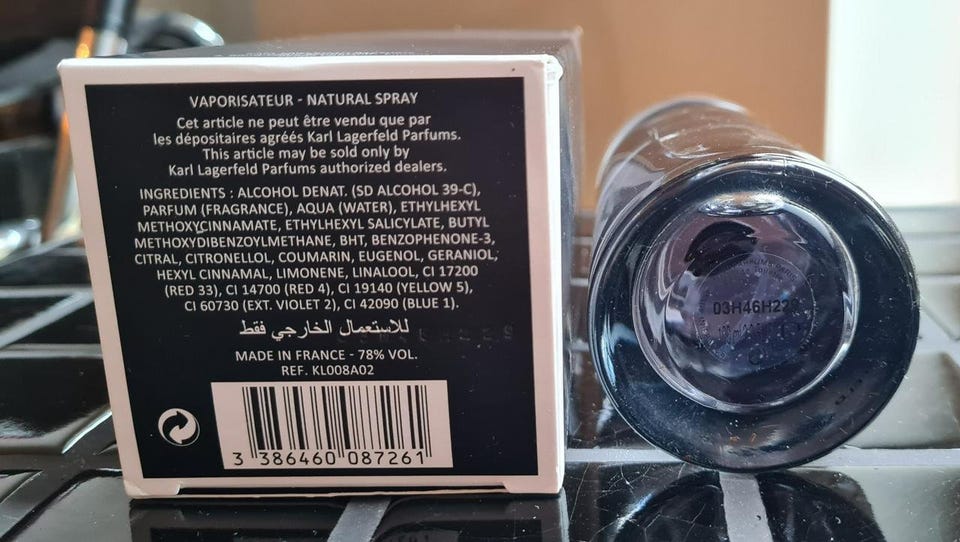 VAPORISATEUR - NATURAL SPRAY
Cet article ne peut être vendu que par
les dépositaires agréés Karl Lagerfeld Parfums.
This article may be sold only by
Karl Lagerfeld Parfums authorized dealers.
INGREDIENTS : ALCOHOL DENAT. (SD ALCOHOL 39-C),
PARFUM (FRAGRANCE), AQUA (WATER), ETHYLHEXYL
METHOXYCINNAMATE, ETHYLHEXYL SALICYLATE, BUTYL
METHOXYDIBENZOYLMETHANE, BHT, BENZOPHENONE-3,
CITRAL, CITRONELLOL, COUMARIN, EUGENOL, GERANIOL,
HEXYL CINNAMAL, LIMONENE, LINALOOL, CI 17200
(RED 33), CI 14700 (RED 4), CI 19140 (YELLOW 5),
CI 60730 (EXT. VIOLET 2), CI 42090 (BLUE 1).
للاستعمال الخارجي فقط
MADE IN FRANCE - 78% VOL.
REF. KL008A02
3 386460 087261
03H46H22